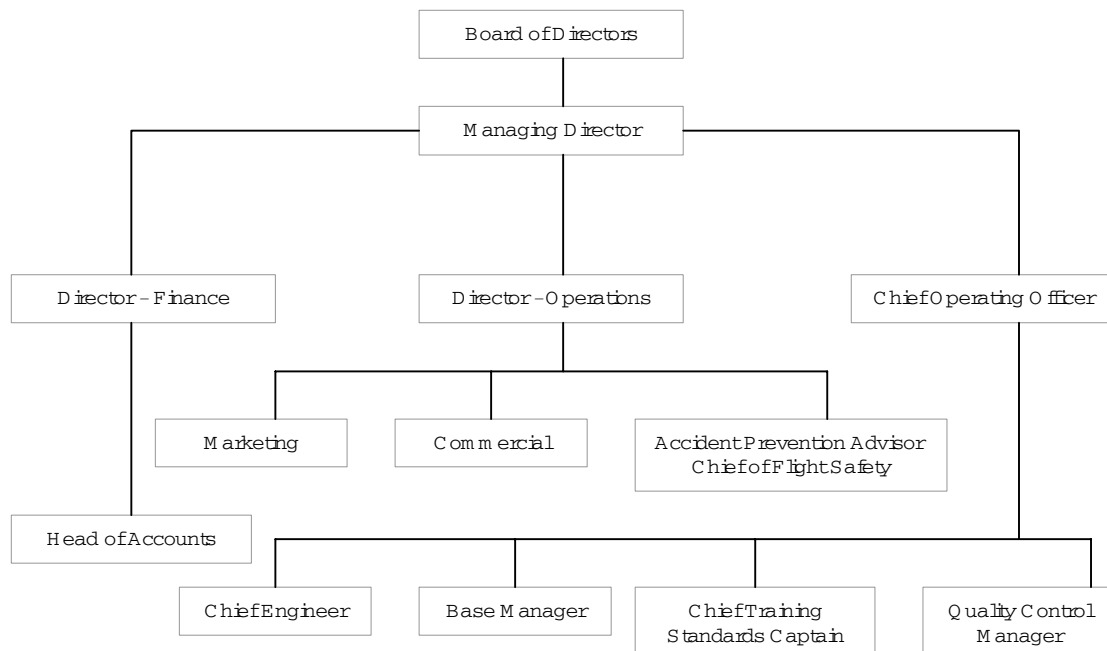 Board of Directors
Managing Director
Director – Finance
Director – Operations
Chief Operating Officer
Marketing
Commercial
Accident Prevention Advisor
Chief of Flight Safety
Head of Accounts
Chief Engineer
Base Manager
Chief Training
Standards Captain
Quality Control
Manager